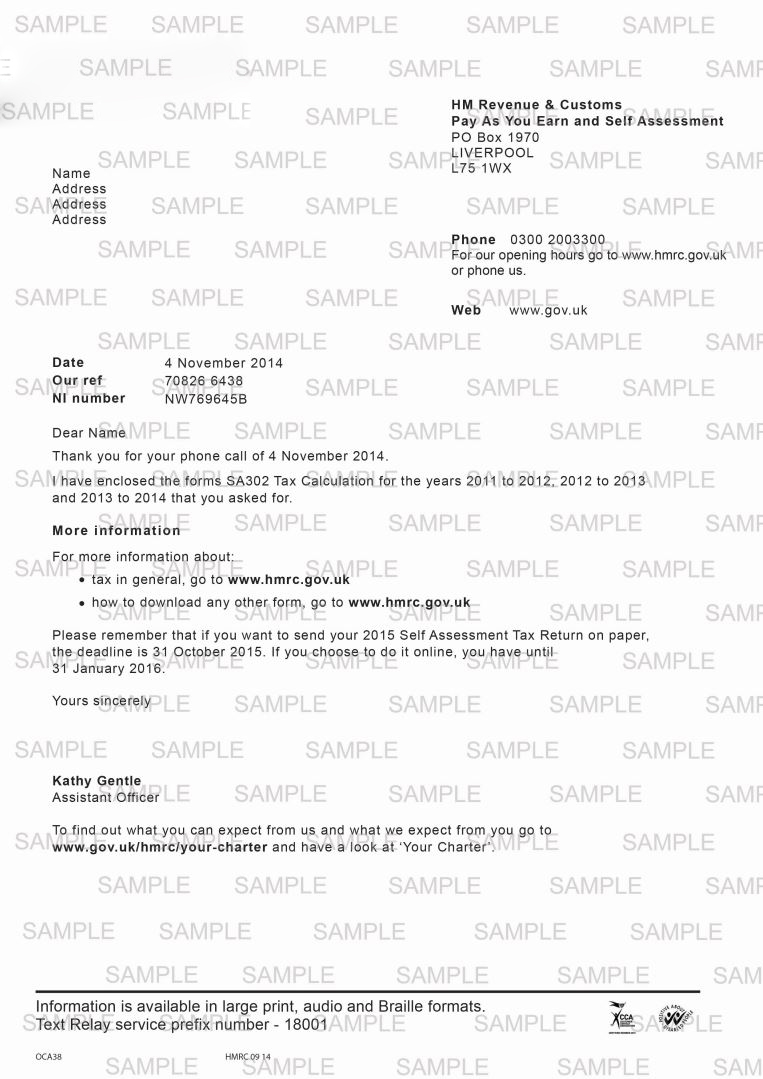 HM Revenue & Customs
Pay As You Earn and Self Assessment
PO Box 1970
LIVERPOOL
L75 1WX
Name
Address
Address
Address
Phone 0300 2003300
For our opening hours go to www.hmrc.gov.uk
or phone us.
Web www.gov.uk
Date 4 November 2014
Our ref 70826 6438
NI number NW769645B
Dear Name
Thank you for your phone call of 4 November 2014.
I have enclosed the forms SA302 Tax Calculation for the years 2011 to 2012, 2012 to 2013
and 2013 to 2014 that you asked for.
More information
For more information about:
• tax in general, go to www.hmrc.gov.uk
• how to download any other form, go to www.hmrc.gov.uk
Please remember that if you want to send your 2015 Self Assessment Tax Return on paper,
the deadline is 31 October 2015. If you choose to do it online, you have until
31 January 2016.
Yours sincerely
Kathy Gentle
Assistant Officer
To find out what you can expect from us and what we expect from you go to
www.gov.uk/hmrc/your-charter and have a look at ‘Your Charter’.
Information is available in large print, audio and Braille formats.
Text Relay service prefix number - 18001
CCA
OCA38 HMRC 09 14
SAMPLE